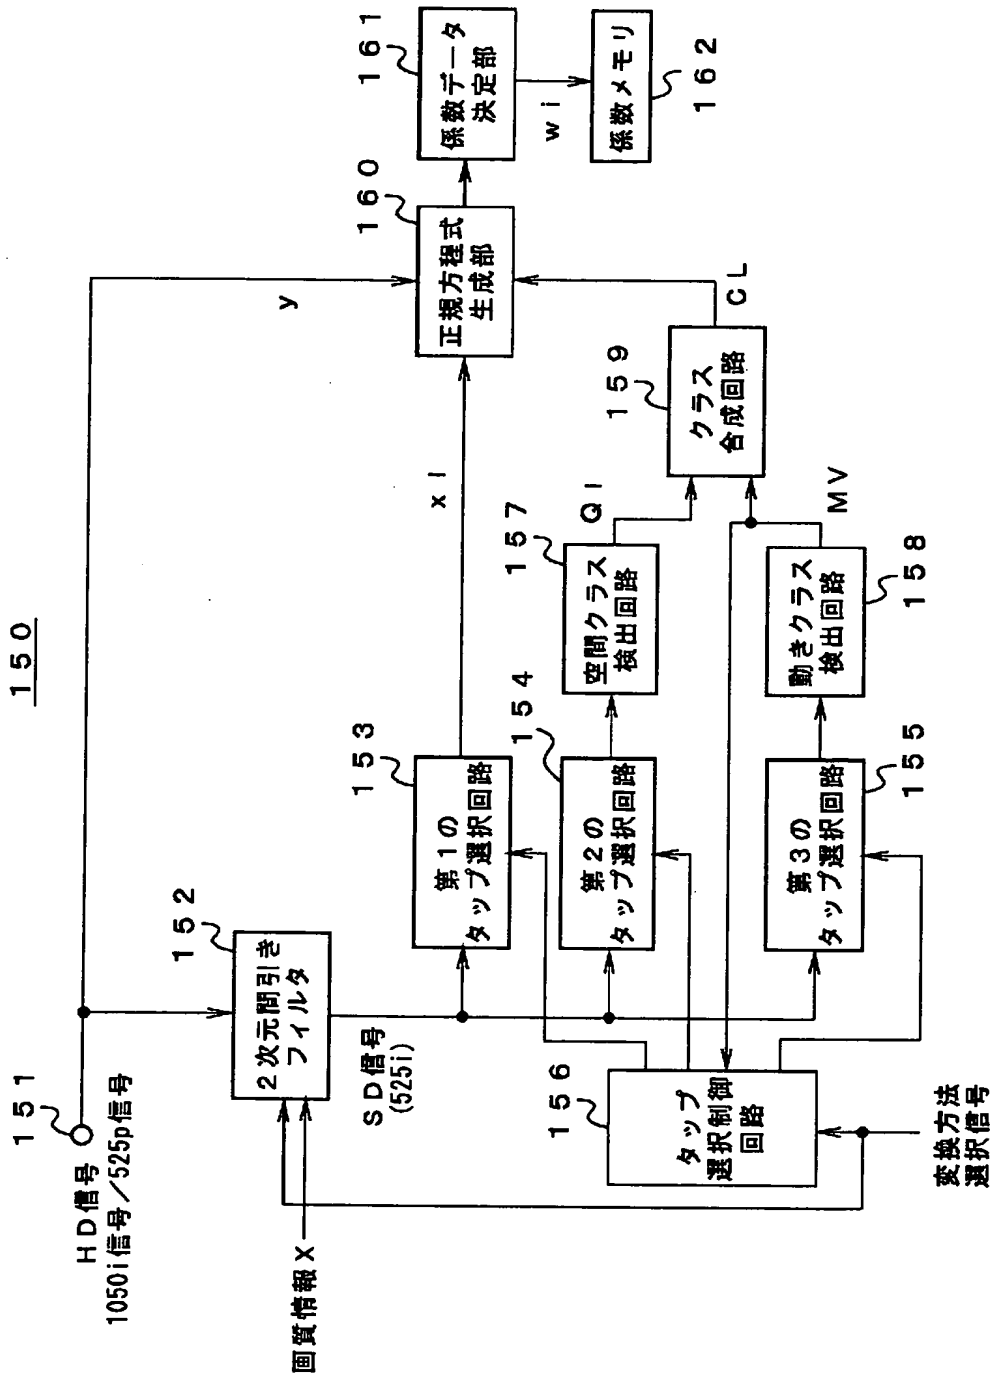 150
151
HD信号
1050i信号／525p信号
画質情報X
152
2次元間引き
フィルタ
SD信号
(525i)
153
第1の
タップ選択回路
xi
y
160
正規方程式
生成部
161
係数データ
決定部
wi
係数メモリ
162
154
第2の
タップ選択回路
157
空間クラス
検出回路
qi
159
クラス
合成回路
CL
第3の
タップ選択回路
155
動きクラス
検出回路
158
MV
156
タップ
選択制御
回路
変換方法
選択信号